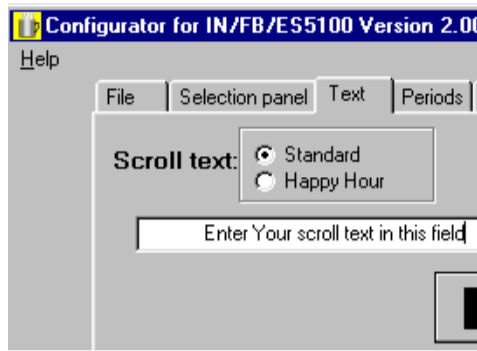 Configurator for IN/FB/ES5100 Version 2.00
Help
File Selection panel Text Periods
Scroll text: Standard
Happy Hour
Enter Your scroll text in this field